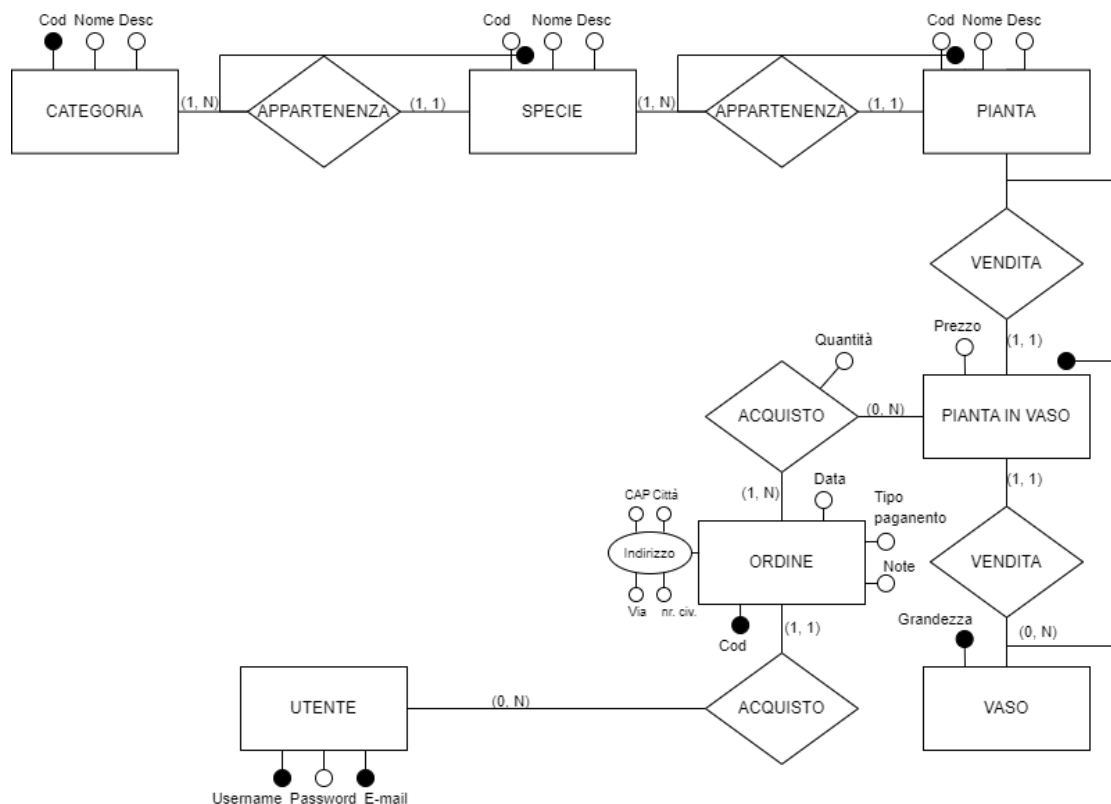 Cod Nome Desc
Cod Nome Desc
Cod Nome Desc
CATEGORIA
(1, N)
APPARTENENZA
(1, 1)
SPECIE
(1, N)
APPARTENENZA
(1, 1)
PIANTA
VENDITA
(1, 1)
Prezzo
Quantità
ACQUISTO
(0, N)
PIANTA IN VASO
(1, 1)
(1, N)
Data
Tipo
paganento
CAP Città
Indirizzo
Via
nr. civ.
ORDINE
Note
VENDITA
Cod
(1, 1)
Grandezza
(0, N)
UTENTE
(0, N)
ACQUISTO
VASO
Username Password E-mail